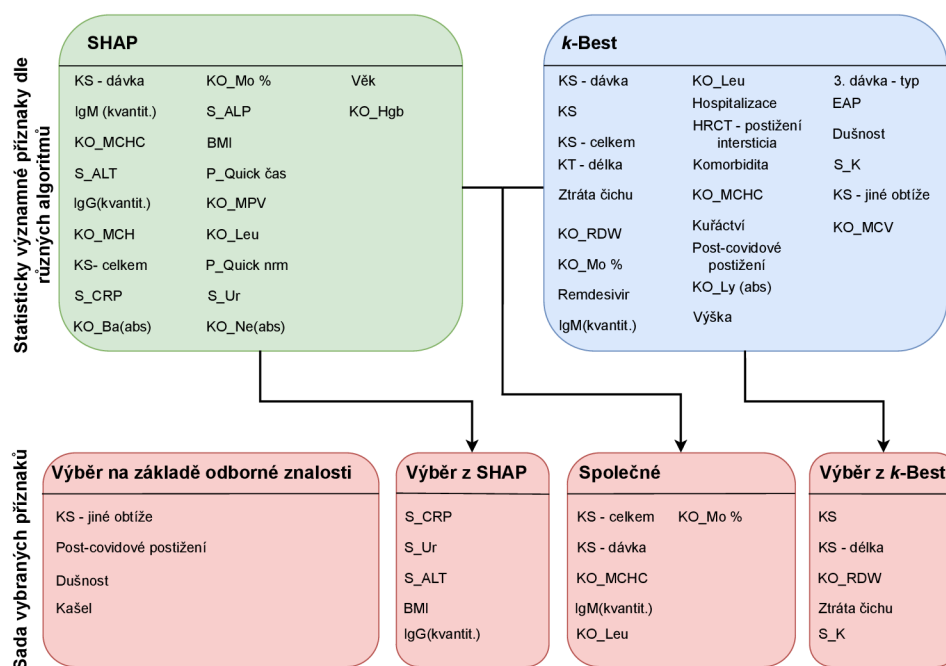 Statisticky významné příznaky dle
různých algoritmů
SHAP
KS - dávka
IgM (kvantit.)
KO_MCHC
S_ALT
IgG(kvantit.)
KO_MCH
KS- celkem
S_CRP
KO_Ba(abs)
KO_Mo %
S_ALP
BMI
P_Quick čas
KO_MPV
KO_Leu
P_Quick nrm
S_Ur
KO_Ne(abs)
Věk
KO_Hgb
k-Best
KS - dávka
KS
KS - celkem
KT - délka
Ztráta čichu
KO_RDW
KO_Mo %
Remdesivir
IgM(kvantit.)
KO_Leu
Hospitalizace
HRCT - postižení
intersticia
Komorbidita
KO_MCHC
Kuřáctví
Post-covidové
postižení
KO_Ly (abs)
Výška
3. dávka - typ
EAP
Dušnost
S_K
KS - jiné obtíže
KO_MCV
Sada vybraných příznaků
Výběr na základě odborné znalosti
KS - jiné obtíže
Post-covidové postižení
Dušnost
Kašel
Výběr z SHAP
S_CRP
S_Ur
S_ALT
BMI
IgG(kvantit.)
Společné
KS - celkem
KS - dávka
KO_MCHC
IgM(kvantit.)
KO_Leu
KO_Mo %
Výběr z k-Best
KS
KS - délka
KO_RDW
Ztráta čichu
S_K